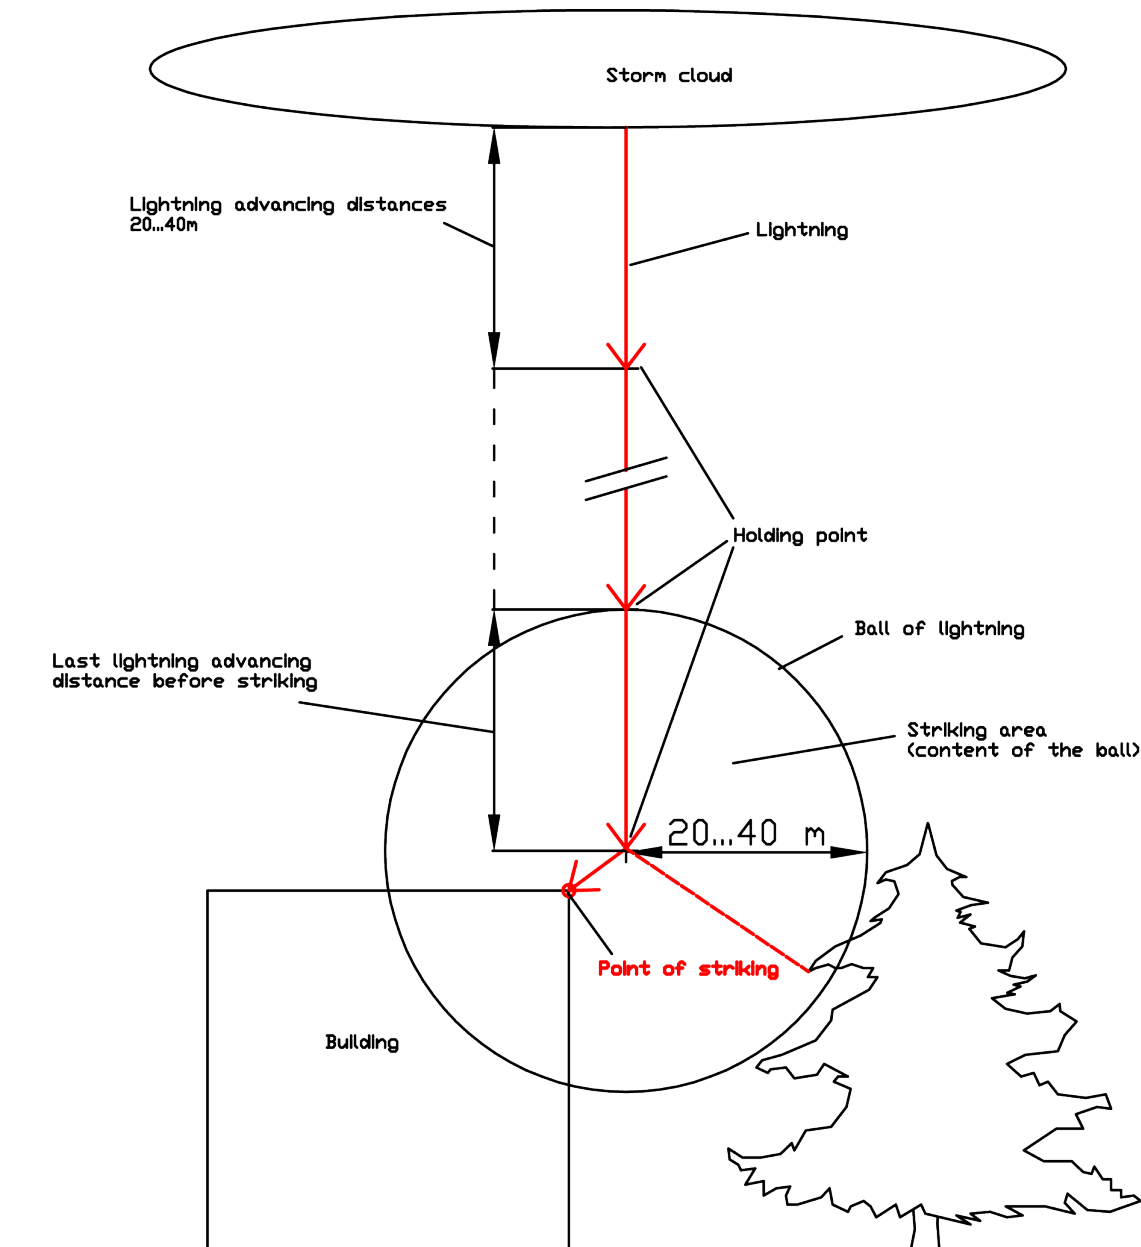 Storm cloud
Lightning advancing distances
20...40m
Lightning
Holding point
Ball of lightning
Last lightning advancing
distance before striking
Striking area
(content of the ball)
20...40 m
Point of striking
Building